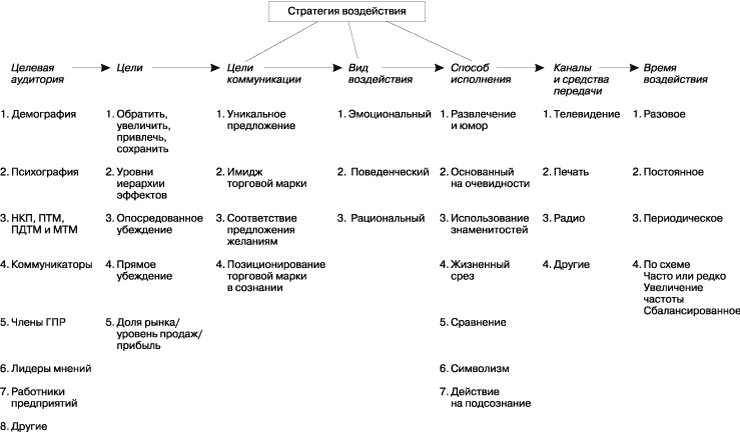 Стратегия воздействия
Целевая
аудитория
Цели
Цели
коммуникации
Вид
воздействия
Способ
исполнения
Каналы
и средства
передачи
Время
воздействия
1. Демография
2. Психография
3. НКП, ПТМ,
ПДТМ и МТМ
4. Коммуникаторы
5. Члены ГПР
6. Лидеры мнений
7. Работники
предприятий
8. Другие
1. Обратить,
увеличить,
привлечь,
сохранить
2. Уровни
иерархии
эффектов
3. Опосредованное
убеждение
4. Прямое
убеждение
5. Доля рынка/
уровень продаж/
прибыль
1. Уникальное
предложение
2. Имидж
торговой марки
3. Соответствие
предложения
желаниям
4. Позиционирование
торговой марки
в сознании
1. Эмоциональный
2. Поведенческий
3. Рациональный
1. Развлечение
и юмор
2. Основанный
на очевидности
3. Использование
знаменитостей
4. Жизненный
срез
5. Сравнение
6. Символизм
7. Действие
на подсознание
1. Телевидение
2. Печать
3. Радио
4. Другие
1. Разовое
2. Постоянное
3. Периодическое
4. По схеме
Часто или редко
Увеличение
частоты
Сбалансированное